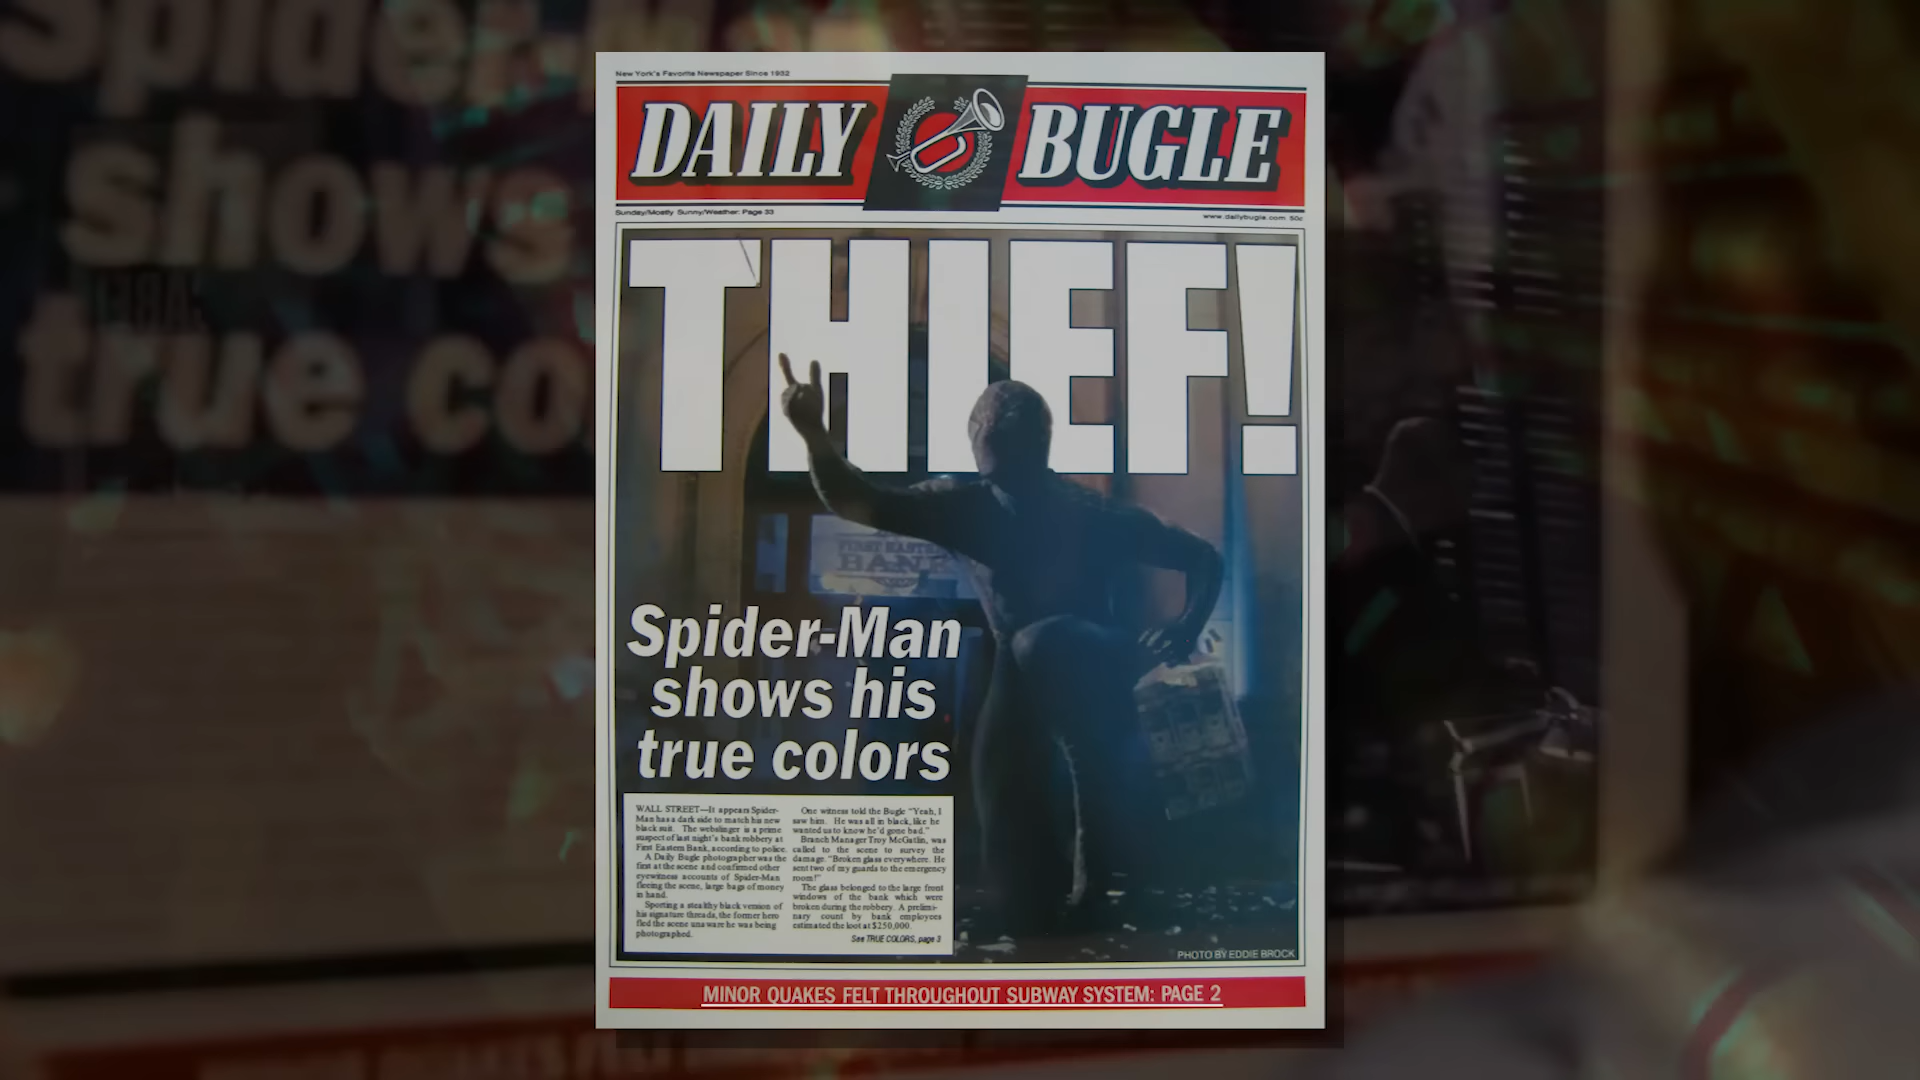 Spider-Man
shows
true co
New York's Favorite Newspaper Since 1932
DAILY BUGLE
Sunday/Mostly Sunny/Weather: Page 33
www.dailybugle.com 50c
THIEF!
FIRST EASTERN
BANK
Spider-Man
shows his
true colors
WALL STREET—It appears Spider-
Man has a dark side to match his new
black suit. The webslinger is a prime
suspect of last night's bank robbery at
First Eastern Bank, according to police.
A Daily Bugle photographer was the
first at the scene and confirmed other
eyewitness accounts of Spider-Man
fleeing the scene, large bags of money
in hand.
Sporting a stealthy black version of
his signature threads, the former hero
fled the scene unaware he was being
photographed.
One witness told the Bugle "Yeah, I
saw him. He was all in black, like he
wanted us to know he'd gone bad."
Branch Manager Troy McGatlin, was
called to the scene to survey the
damage. "Broken glass everywhere. He
sent two of my guards to the emergency
room!"
The glass belonged to the large front
windows of the bank which were
broken during the robbery. A prelimi-
nary count by bank employees
estimated the loot at $250,000.
See TRUE COLORS, page 3
PHOTO BY EDDIE BROCK
MINOR QUAKES FELT THROUGHOUT SUBWAY SYSTEM: PAGE 2